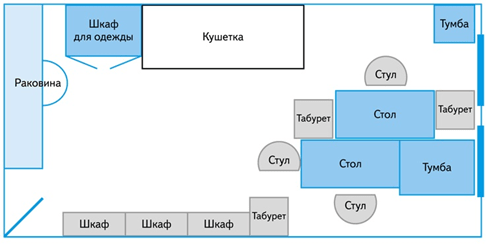 Шкаф
для одежды
Кушетка
Тумба
Раковина
Стул
Табурет
Стол
Табурет
Стул
Стол
Тумба
Стул
Табурет
Шкаф
Шкаф
Шкаф